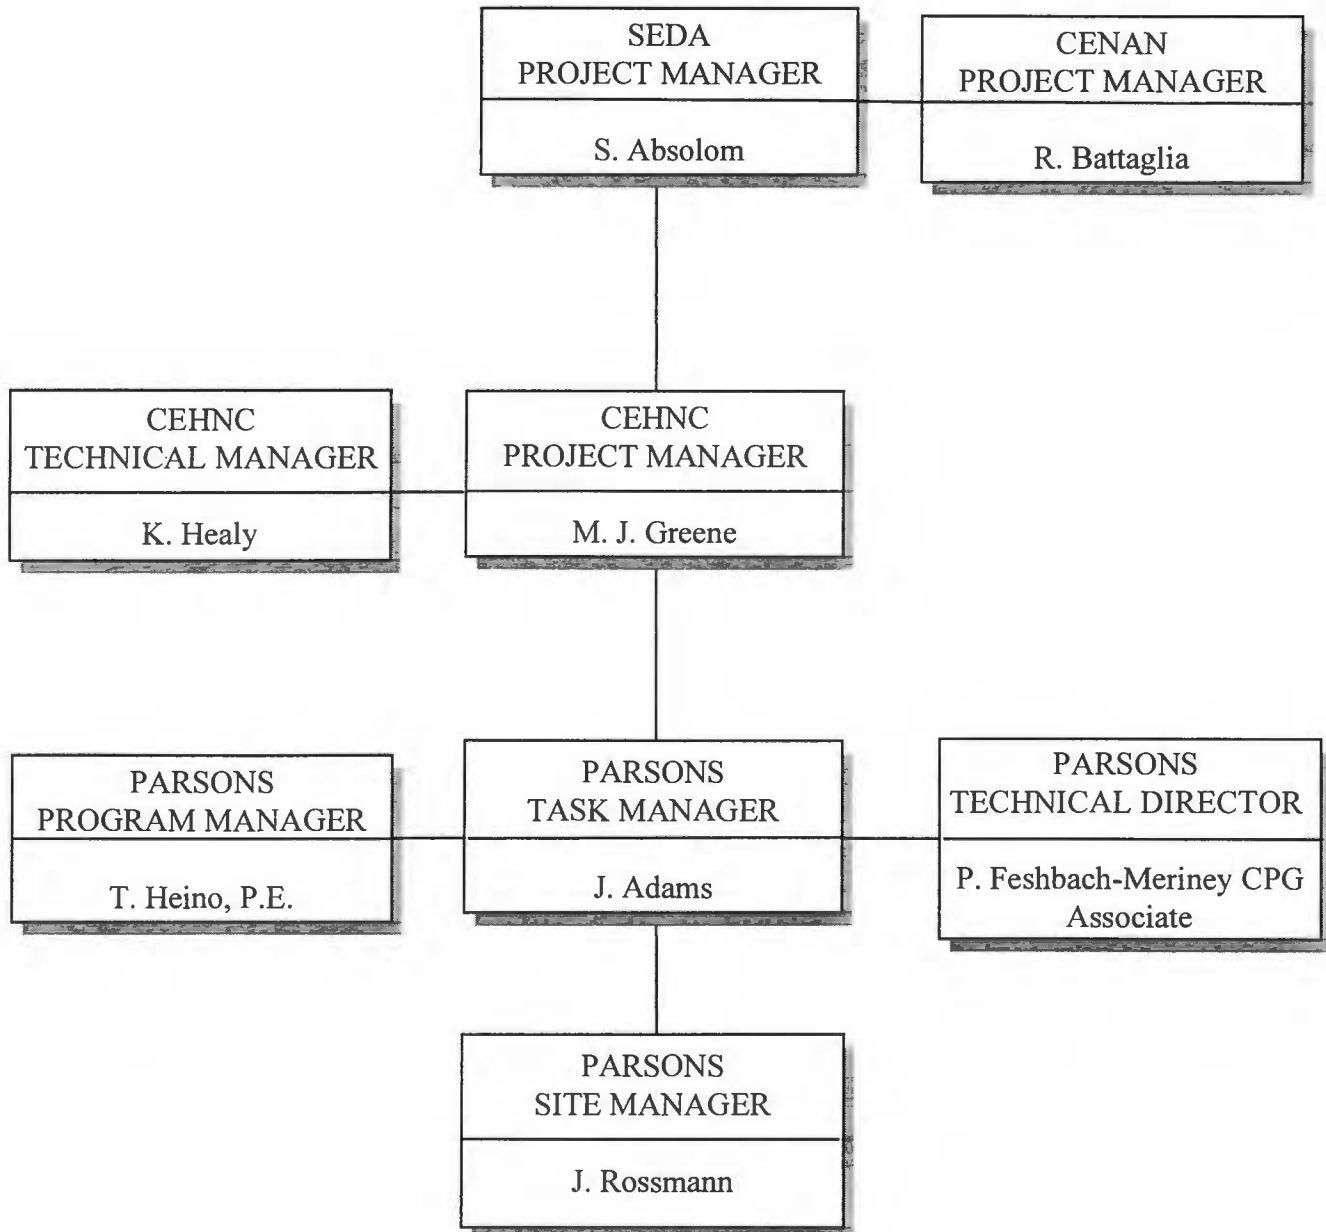 SEDA
PROJECT MANAGER
S. Absolom
CENAN
PROJECT MANAGER
R. Battaglia
CEHNC
TECHNICAL MANAGER
K. Healy
CEHNC
PROJECT MANAGER
M. J. Greene
PARSONS
PROGRAM MANAGER
T. Heino, P.E.
PARSONS
TASK MANAGER
J. Adams
PARSONS
TECHNICAL DIRECTOR
P. Feshbach-Meriney CPG
Associate
PARSONS
SITE MANAGER
J. Rossmann